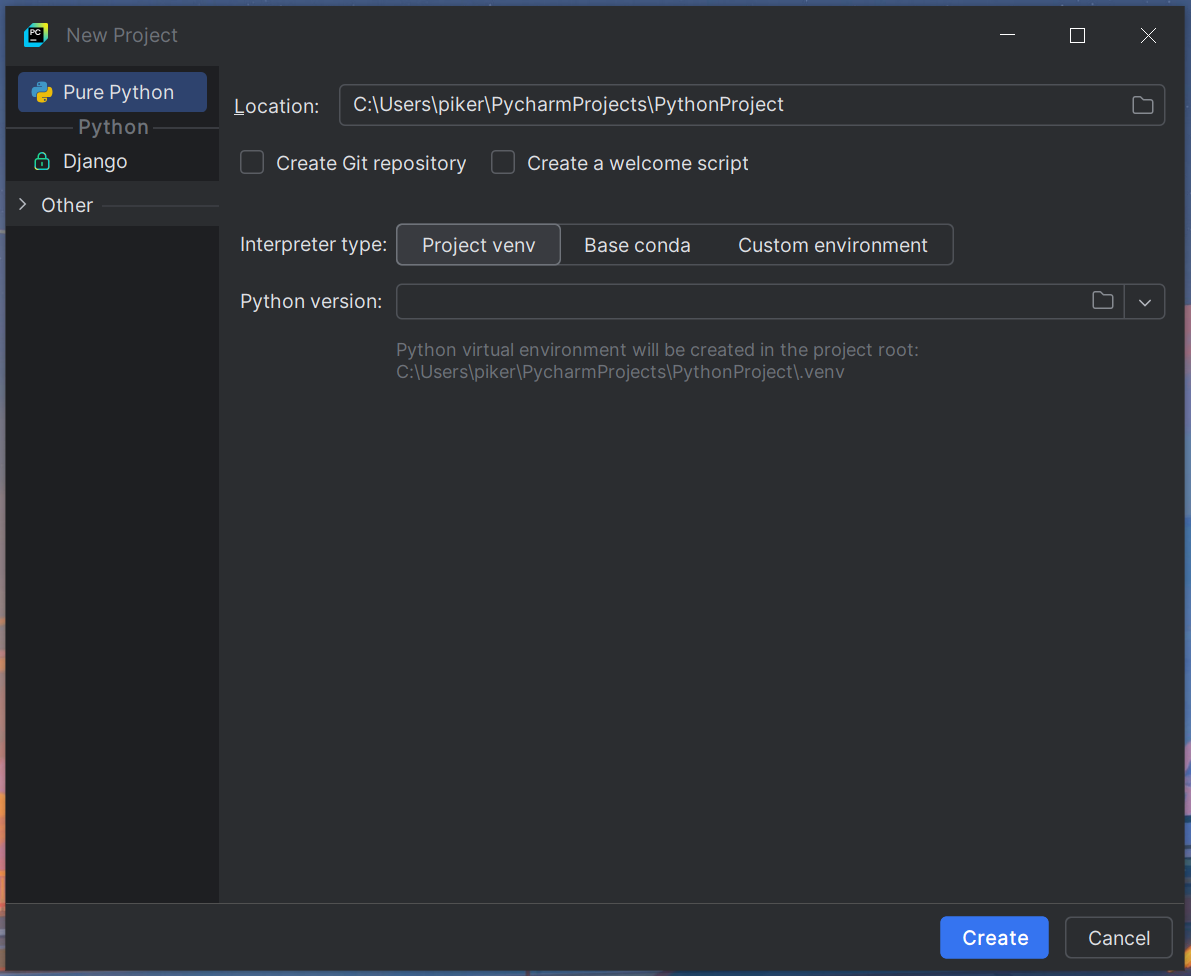 PC
New Project
Pure Python
Python
Django
Other
Location: C:\Users\piker\PycharmProjects\PythonProject
Create Git repository Create a welcome script
Interpreter type: Project venv Base conda Custom environment
Python version:
Python virtual environment will be created in the project root:
C:\Users\piker\PycharmProjects\PythonProject\.venv
Create Cancel